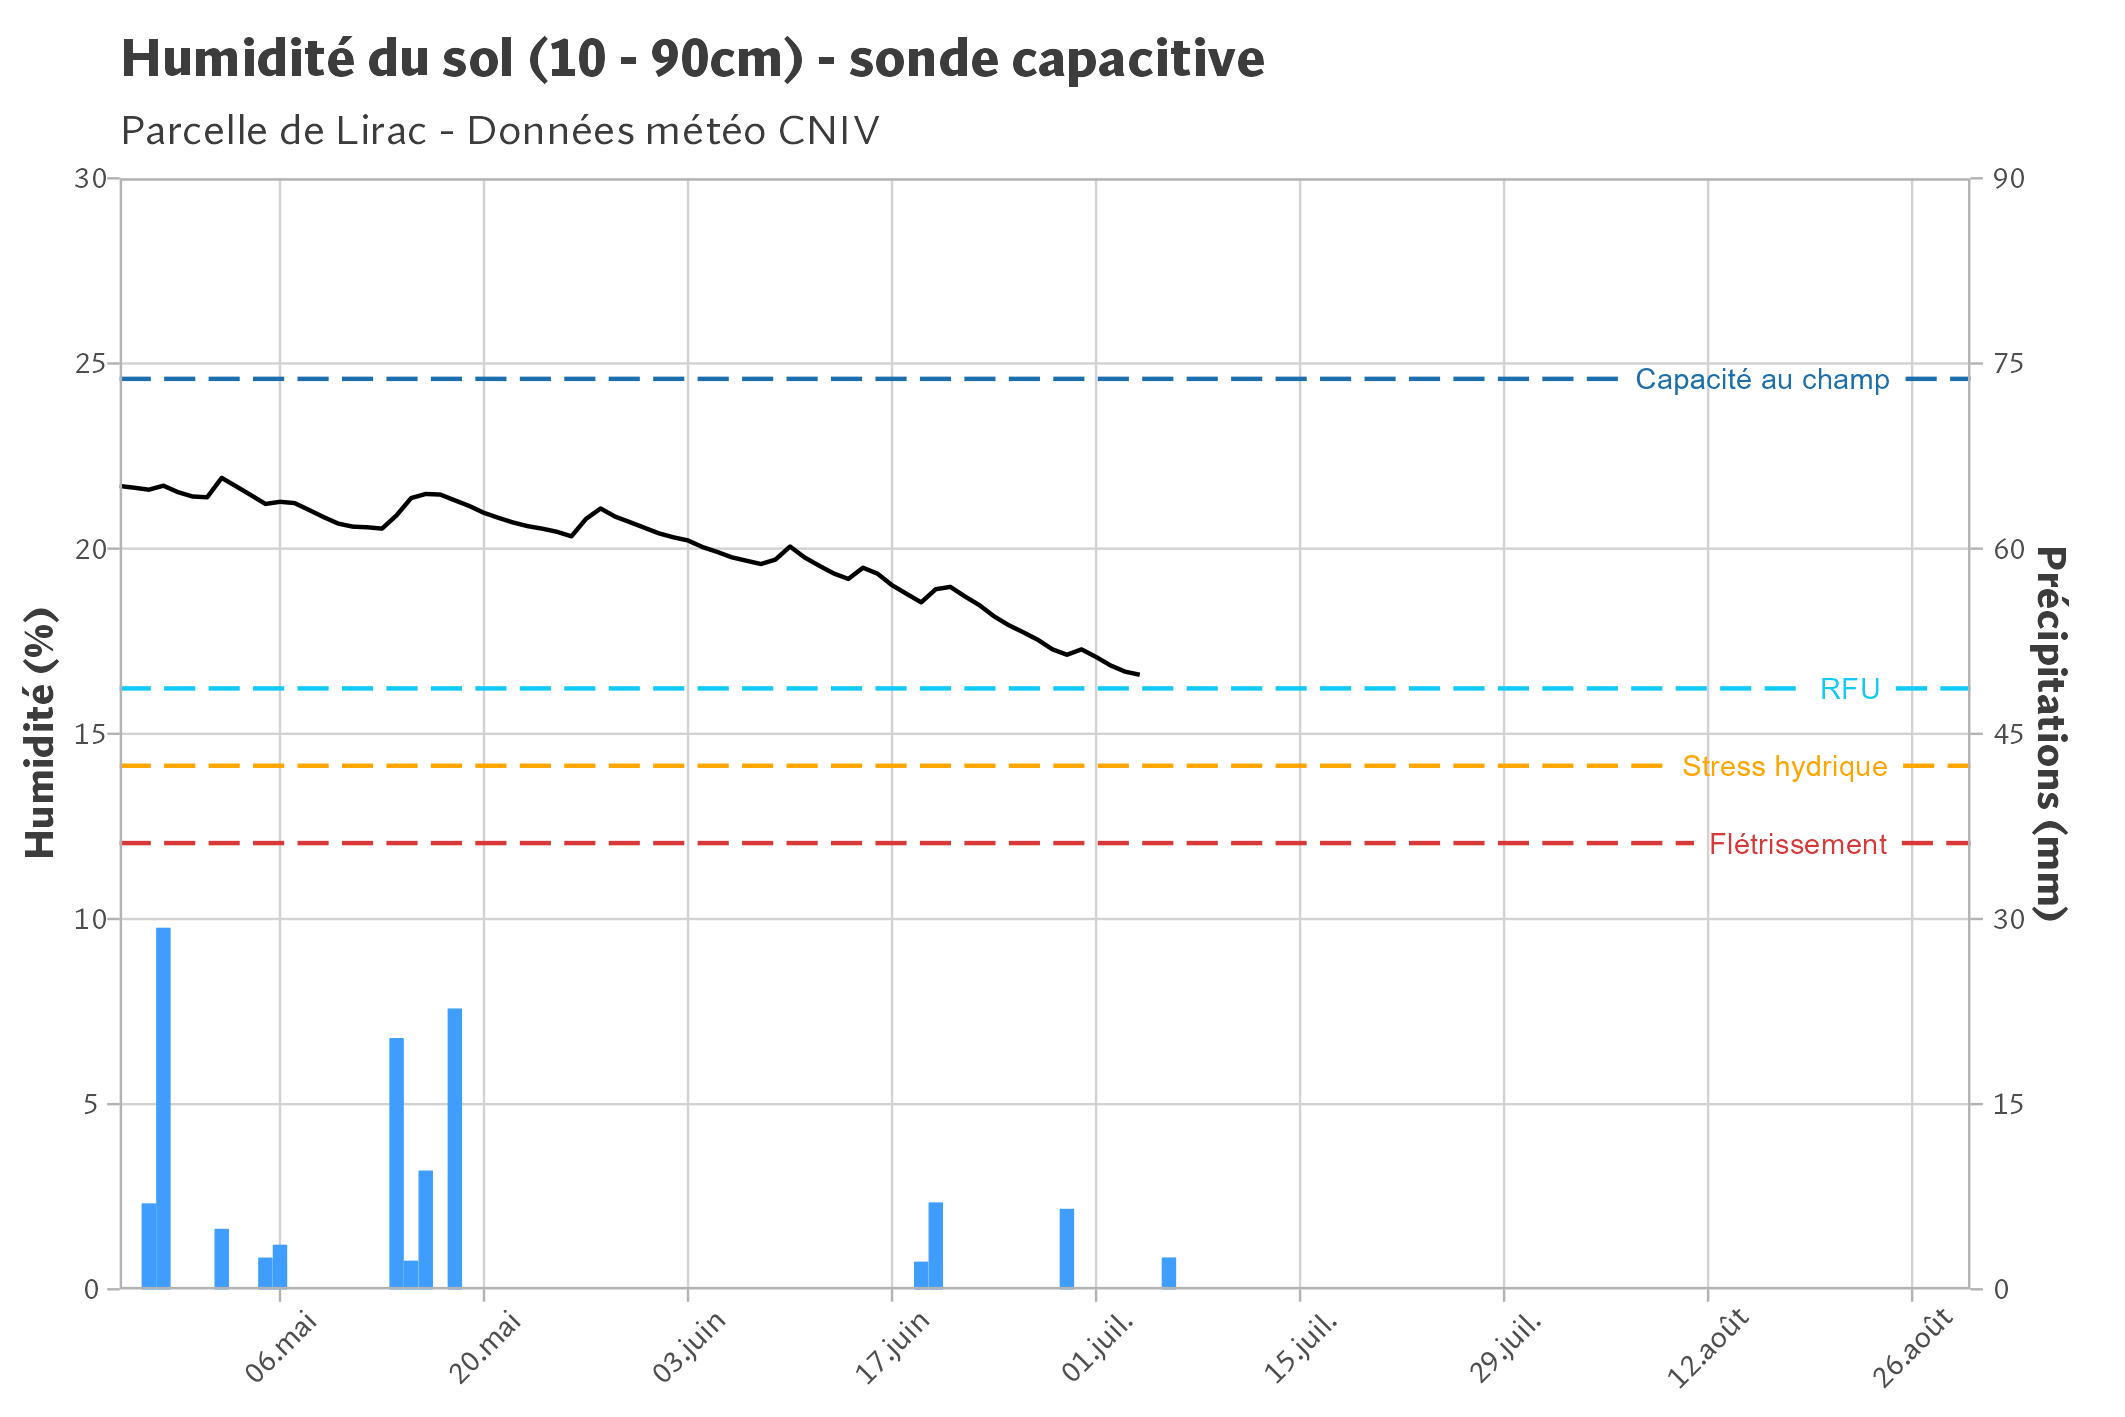 Humidité du sol (10 - 90cm) - sonde capacitive
Parcelle de Lirac - Données météo CNIV
30
25
20
15
10
5
0
Humidité (%)
90
75
60
45
30
15
0
Précipitations (mm)
Capacité au champ
RFU
Stress hydrique
Flétrissement
06.mai
20.mai
03.juin
17.juin
01.juil.
15.juil.
29.juil.
12.août
26.août